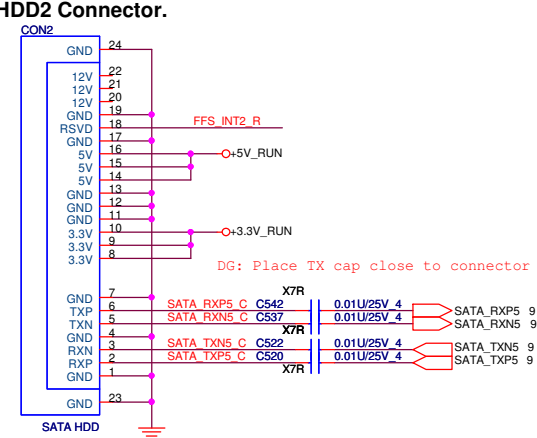 HDD2 Connector.
CON2
GND 24
12V 22
12V 21
12V 20
GND 19
RSVD 18 FFS_INT2_R
GND 17
5V 16 +5V_RUN
5V 15
5V 14
GND 13
GND 12
GND 11
3.3V 10 +3.3V_RUN
3.3V 9
3.3V 8
DG: Place TX cap close to connector
X7R
GND 7
TXP 6 SATA_RXP5_C C542 0.01U/25V_4 SATA_RXP5 9
TXN 5 SATA_RXN5_C C537 0.01U/25V_4 SATA_RXN5 9
X7R
GND 4
RXN 3 SATA_TXN5_C C522 0.01U/25V_4 SATA_TXN5 9
RXP 2 SATA_TXP5_C C520 0.01U/25V_4 SATA_TXP5 9
X7R
GND 1
GND 23
SATA HDD